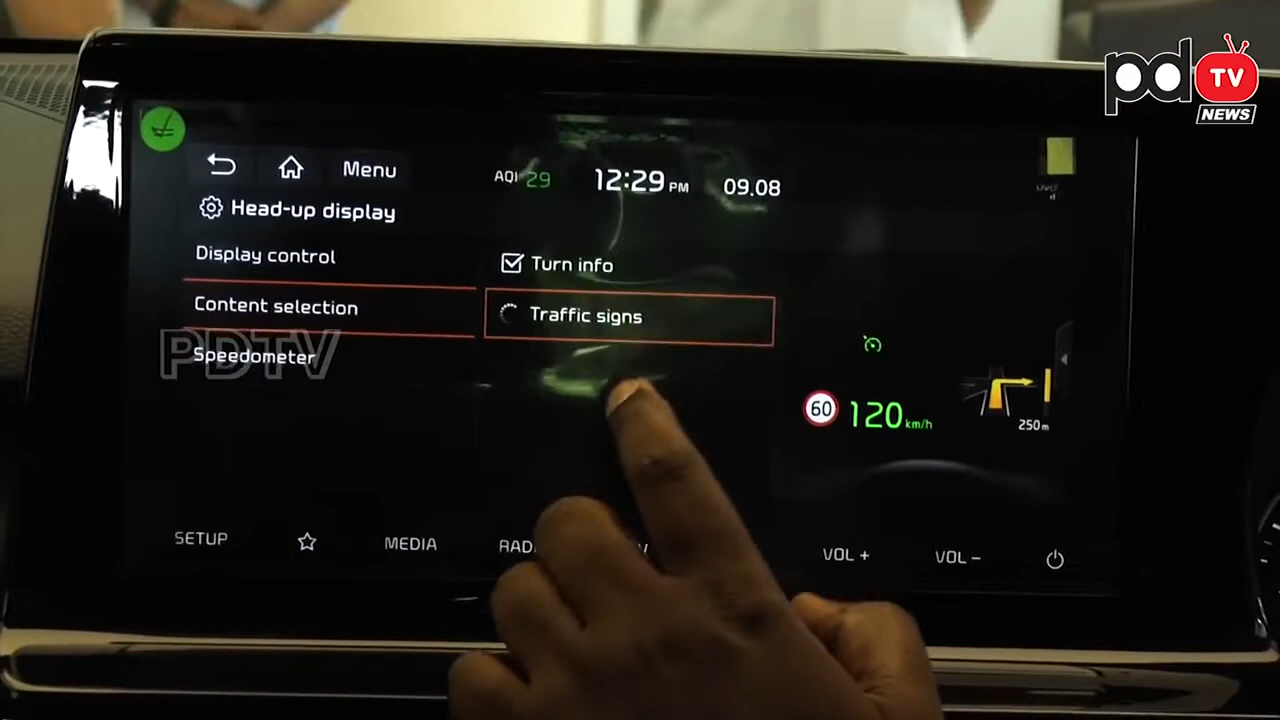 pd TV NEWS
Menu
AQI 29 12:29 PM 09.08
Head-up display
Display control
Turn info
Content selection
Traffic signs
PDTV
Speedometer
60 120 km/h
250 m
SETUP MEDIA VOL + VOL -